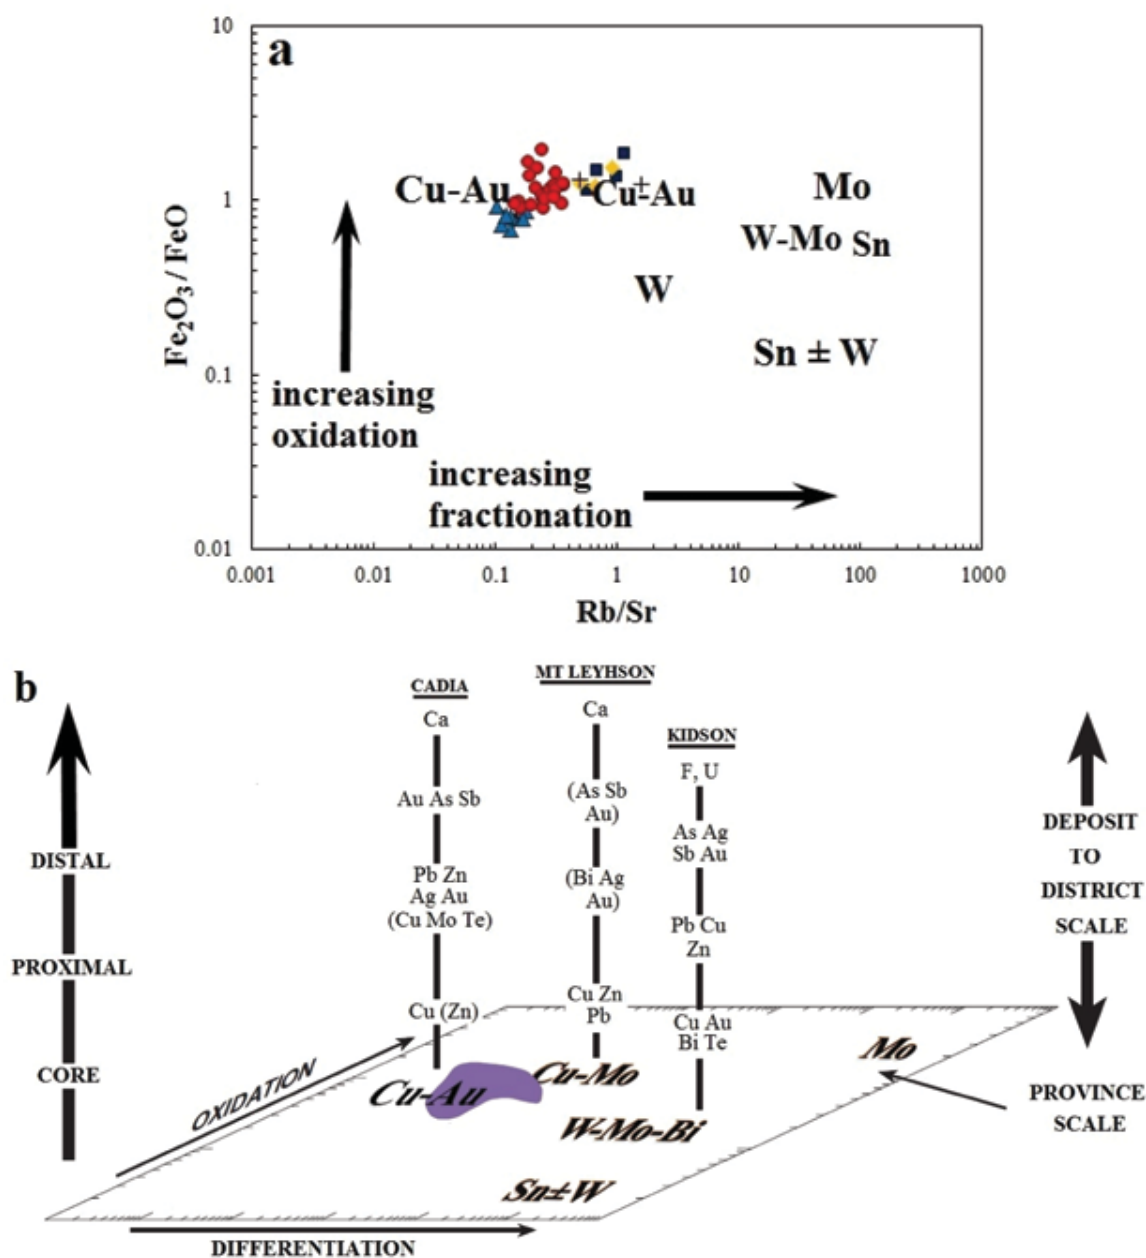 a
10
1
0.1
0.01
Fe2O3 / FeO
Cu-Au
Cu-Au
Mo
W-Mo Sn
W
Sn ± W
increasing
oxidation
increasing
fractionation
0.001 0.01 0.1 1 10 100 1000
Rb/Sr
b
DISTAL
PROXIMAL
CORE
CADIA
Ca
Au As Sb
Pb Zn
Ag Au
(Cu Mo Te)
Cu (Zn)
MT LEYHSON
Ca
(As Sb
Au)
(Bi Ag
Au)
Cu Zn
Pb
KIDSON
F, U
As Ag
Sb Au
Pb Cu
Zn
Cu Au
Bi Te
DEPOSIT
TO
DISTRICT
SCALE
PROVINCE
SCALE
OXIDATION
Cu-Au
Cu-Mo
Mo
W-Mo-Bi
Sn±W
DIFFERENTIATION